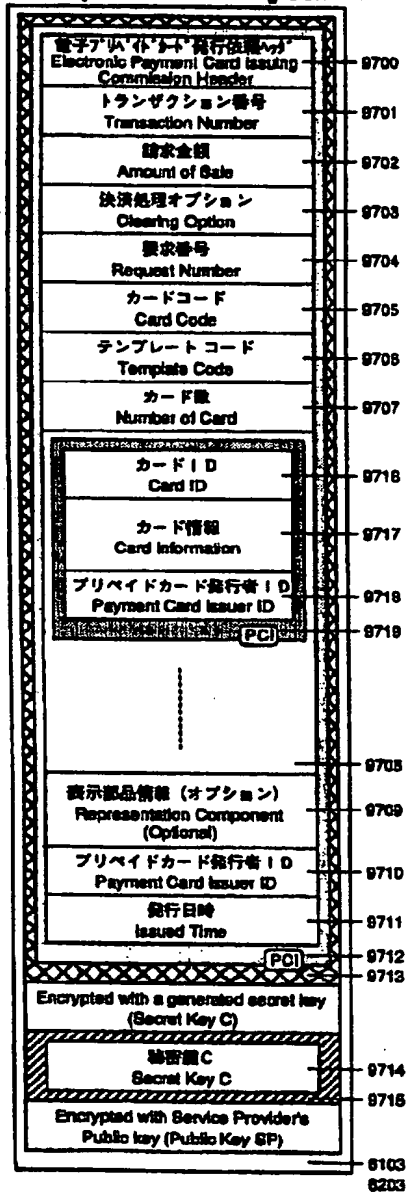 電子プリペイドカード発行依頼ヘッダ
Electronic Payment Card Issuing
Commission Header
9700
トランザクション番号
Transaction Number
9701
請求金額
Amount of Sale
9702
決済処理オプション
Clearing Option
9703
要求番号
Request Number
9704
カードコード
Card Code
9705
テンプレート コード
Template Code
9706
カード数
Number of Card
9707
カードID
Card ID
9716
カード情報
Card Information
9717
プリペイドカード発行者ID
Payment Card Issuer ID
9718
PCI
9719
9708
表示部品情報 (オプション)
Representation Component
(Optional)
9709
プリペイドカード発行者ID
Payment Card Issuer ID
9710
発行日時
Issued Time
9711
PCI
9712
9713
Encrypted with a generated secret key
(Secret Key C)
秘密鍵C
Secret Key C
9714
9715
Encrypted with Service Provider's
Public key (Public Key SP)
6103
6203